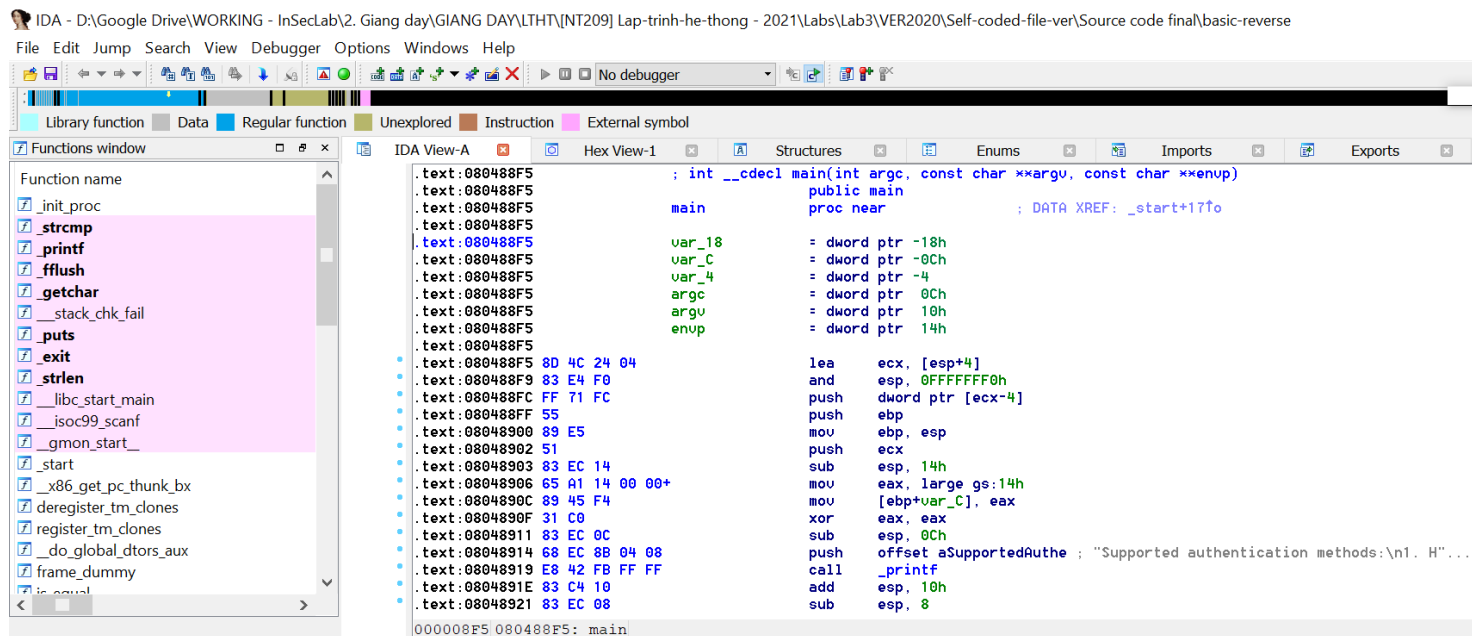 IDA - D:\Google Drive\WORKING - InSecLab\2. Giang day\GIANG DAY\LTHT\[NT209] Lap-trinh-he-thong - 2021\Labs\Lab3\VER2020\Self-coded-file-ver\Source code final\basic-reverse
File Edit Jump Search View Debugger Options Windows Help
No debugger
Library function Data Regular function Unexplored Instruction External symbol
Functions window
IDA View-A Hex View-1 Structures Enums Imports Exports
Function name
_init_proc
_strcmp
_printf
_fflush
_getchar
___stack_chk_fail
_puts
_exit
_strlen
___libc_start_main
___isoc99_scanf
__gmon_start__
_start
__x86_get_pc_thunk_bx
deregister_tm_clones
register_tm_clones
__do_global_dtors_aux
frame_dummy
is_equal
.text:080488F5 ; int __cdecl main(int argc, const char **argv, const char **envp)
.text:080488F5 public main
.text:080488F5 main proc near ; DATA XREF: _start+17↑o
.text:080488F5
.text:080488F5 var_18 = dword ptr -18h
.text:080488F5 var_C = dword ptr -0Ch
.text:080488F5 var_4 = dword ptr -4
.text:080488F5 argc = dword ptr 0Ch
.text:080488F5 argv = dword ptr 10h
.text:080488F5 envp = dword ptr 14h
.text:080488F5
.text:080488F5 8D 4C 24 04 lea ecx, [esp+4]
.text:080488F9 83 E4 F0 and esp, 0FFFFFFF0h
.text:080488FC FF 71 FC push dword ptr [ecx-4]
.text:080488FF 55 push ebp
.text:08048900 89 E5 mov ebp, esp
.text:08048902 51 push ecx
.text:08048903 83 EC 14 sub esp, 14h
.text:08048906 65 A1 14 00 00+ mov eax, large gs:14h
.text:0804890C 89 45 F4 mov [ebp+var_C], eax
.text:0804890F 31 C0 xor eax, eax
.text:08048911 83 EC 0C sub esp, 0Ch
.text:08048914 68 EC 8B 04 08 push offset aSupportedAuthe ; "Supported authentication methods:\n1. H"...
.text:08048919 E8 42 FB FF FF call _printf
.text:0804891E 83 C4 10 add esp, 10h
.text:08048921 83 EC 08 sub esp, 8
000008F5 080488F5: main